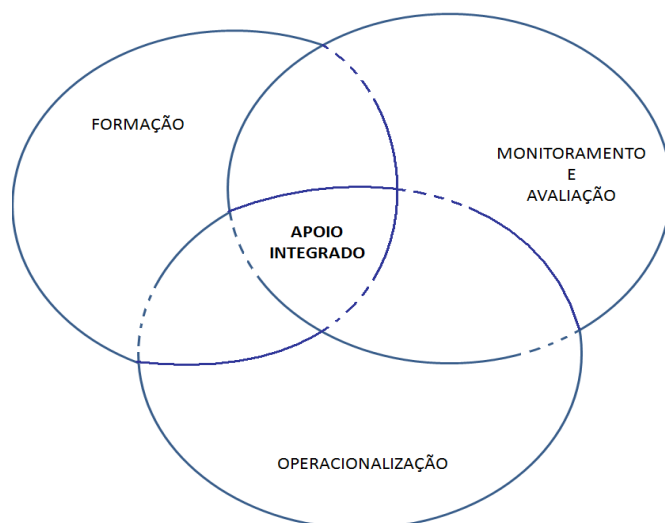 FORMAÇÃO
MONITORAMENTO
E
AVALIAÇÃO
APOIO
INTEGRADO
OPERACIONALIZAÇÃO